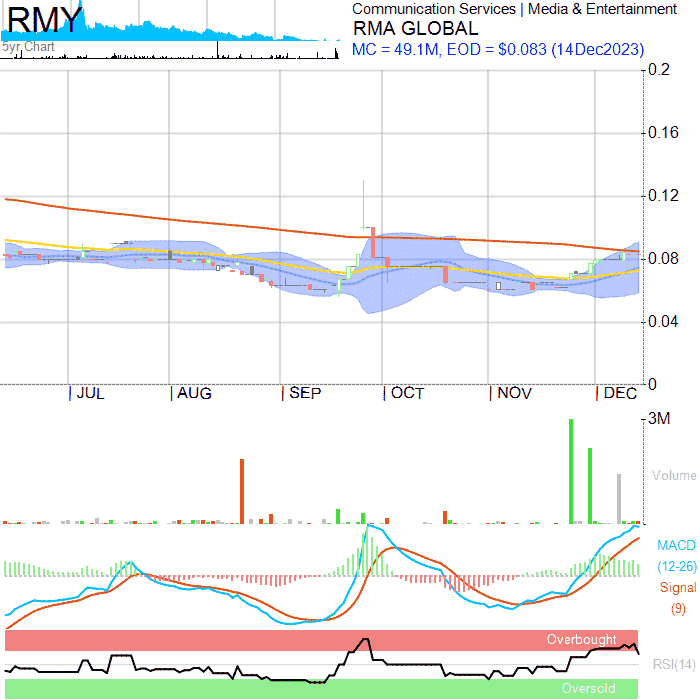 RMY
5yr Chart
Communication Services | Media & Entertainment
RMA GLOBAL
MC = 49.1M, EOD = $0.083 (14Dec2023)
0.2
0.16
0.12
0.08
0.04
0
JUL AUG SEP OCT NOV DEC
3M
Volume
MACD
(12-26)
Signal
(9)
Overbought
RSI(14)
Oversold